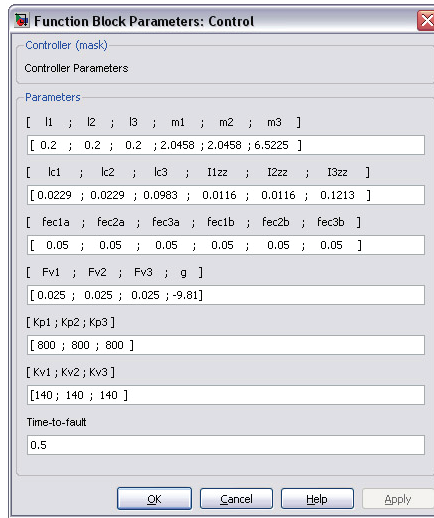 Function Block Parameters: Control
Controller (mask)
Controller Parameters
Parameters
[ l1 ; l2 ; l3 ; m1 ; m2 ; m3 ]
[ 0.2 ; 0.2 ; 0.2 ; 2.0458 ; 2.0458 ; 6.5225 ]
[ lc1 ; lc2 ; lc3 ; I1zz ; I2zz ; I3zz ]
[ 0.0229 ; 0.0229 ; 0.0983 ; 0.0116 ; 0.0116 ; 0.1213 ]
[ fec1a ; fec2a ; fec3a ; fec1b ; fec2b ; fec3b ]
[ 0.05 ; 0.05 ; 0.05 ; 0.05 ; 0.05 ; 0.05 ]
[ Fv1 ; Fv2 ; Fv3 ; g ]
[ 0.025 ; 0.025 ; 0.025 ; -9.81]
[ Kp1 ; Kp2 ; Kp3 ]
[ 800 ; 800 ; 800 ]
[ Kv1 ; Kv2 ; Kv3 ]
[140 ; 140 ; 140 ]
Time-to-fault
0.5
OK Cancel Help Apply